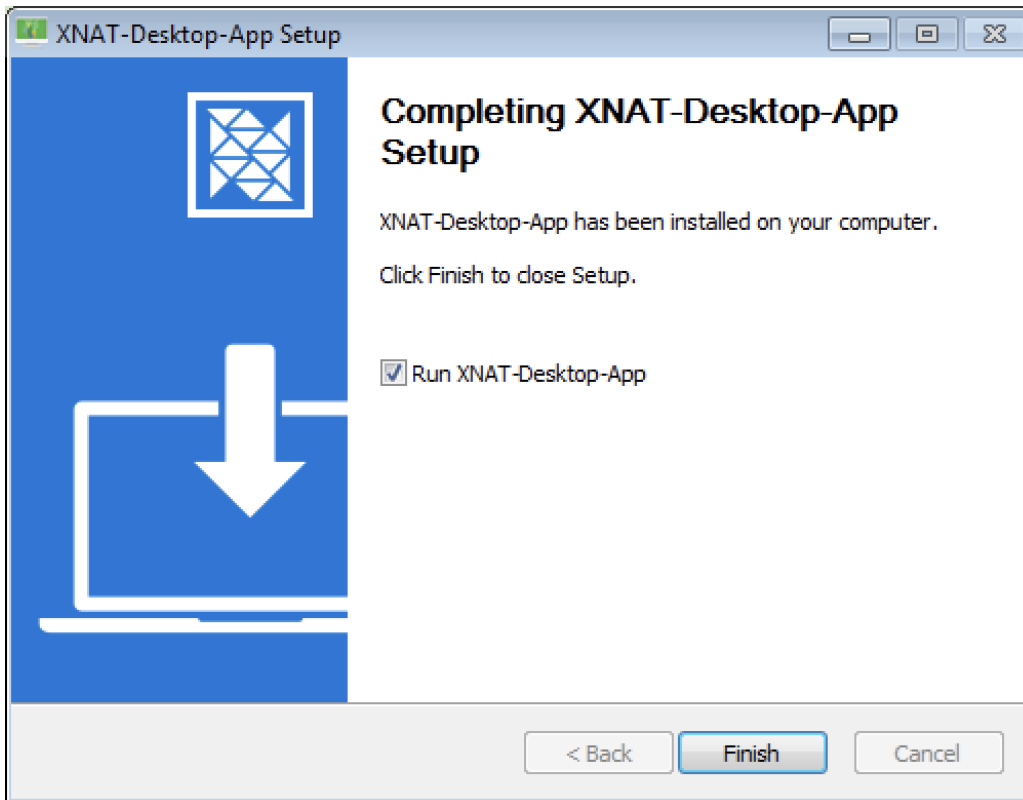 XNAT-Desktop-App Setup
Completing XNAT-Desktop-App
Setup
XNAT-Desktop-App has been installed on your computer.
Click Finish to close Setup.
Run XNAT-Desktop-App
< Back
Finish
Cancel